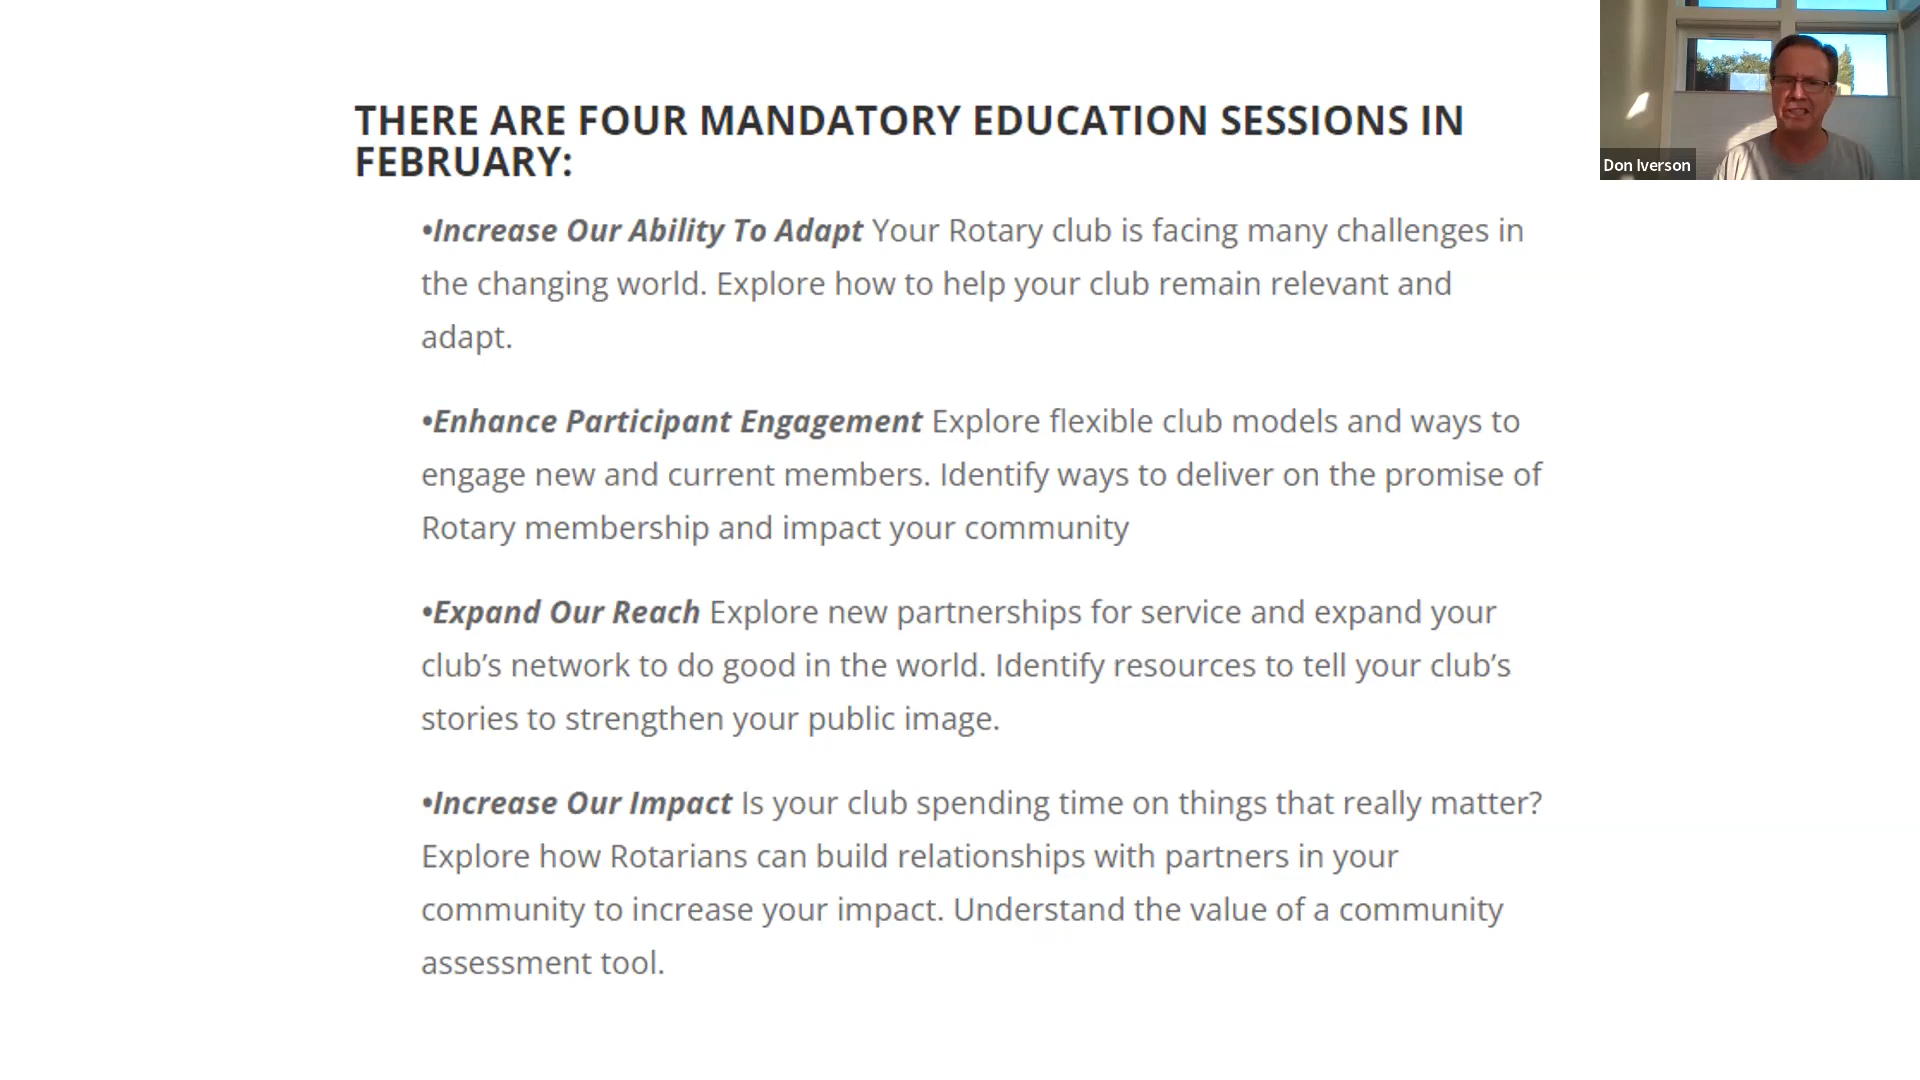 THERE ARE FOUR MANDATORY EDUCATION SESSIONS IN
FEBRUARY:
•Increase Our Ability To Adapt Your Rotary club is facing many challenges in
the changing world. Explore how to help your club remain relevant and
adapt.
•Enhance Participant Engagement Explore flexible club models and ways to
engage new and current members. Identify ways to deliver on the promise of
Rotary membership and impact your community
•Expand Our Reach Explore new partnerships for service and expand your
club’s network to do good in the world. Identify resources to tell your club’s
stories to strengthen your public image.
•Increase Our Impact Is your club spending time on things that really matter?
Explore how Rotarians can build relationships with partners in your
community to increase your impact. Understand the value of a community
assessment tool.
Don Iverson